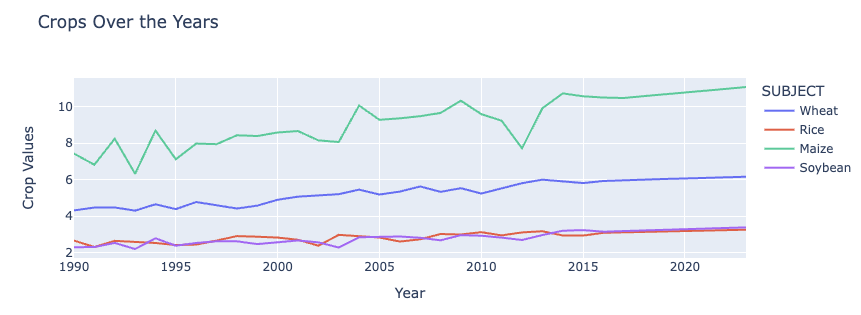 Crops Over the Years
SUBJECT
Wheat
Rice
Maize
Soybean
Crop Values
10
8
6
4
2
1990 1995 2000 2005 2010 2015 2020
Year